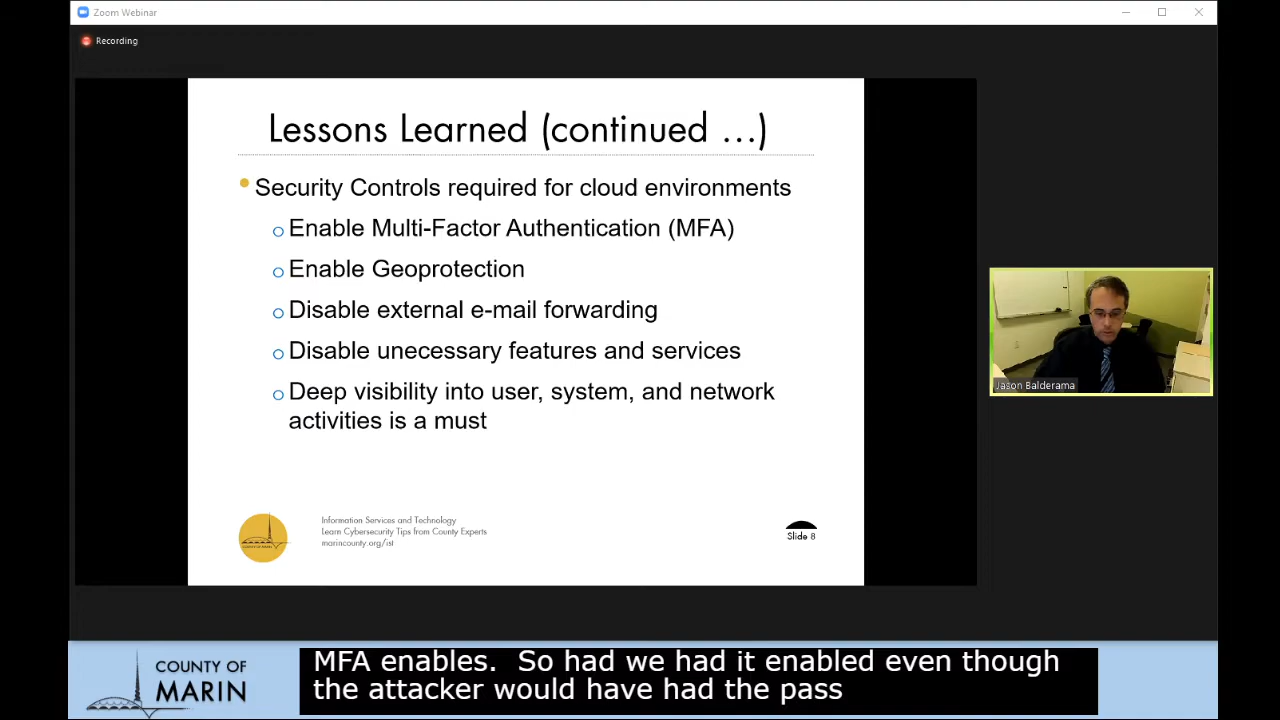 Zoom Webinar
Recording
Lessons Learned (continued ...)
Security Controls required for cloud environments
Enable Multi-Factor Authentication (MFA)
Enable Geoprotection
Disable external e-mail forwarding
Disable unecessary features and services
Deep visibility into user, system, and network
activities is a must
Jason Balderama
Information Services and Technology
Learn Cybersecurity Tips from County Experts
marincounty.org/ist
Slide 8
COUNTY OF
MARIN
MFA enables.  So had we had it enabled even though
the attacker would have had the pass